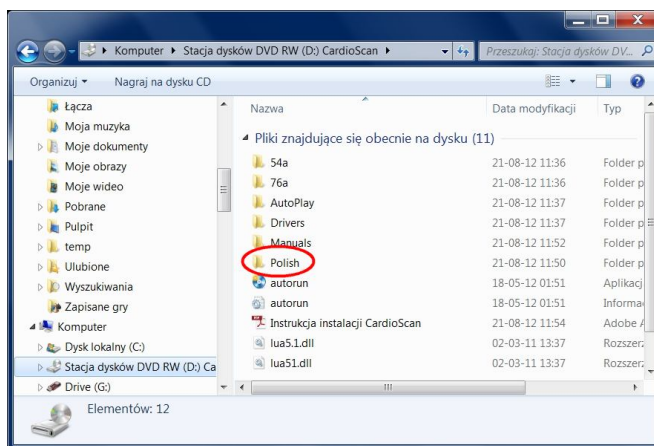 Komputer ▸ Stacja dysków DVD RW (D:) CardioScan ▸
Przeszukaj: Stacja dysków DV...
Organizuj
Nagraj na dysku CD
Łącza
Moja muzyka
Moje dokumenty
Moje obrazy
Moje wideo
Pobrane
Pulpit
temp
Ulubione
Wyszukiwania
Zapisane gry
Komputer
Dysk lokalny (C:)
Stacja dysków DVD RW (D:) Ca
Drive (G:)
Nazwa Data modyfikacji Typ
Pliki znajdujące się obecnie na dysku (11)
54a 21-08-12 11:36 Folder p
76a 21-08-12 11:36 Folder p
AutoPlay 21-08-12 11:37 Folder p
Drivers 21-08-12 11:37 Folder p
Manuals 21-08-12 11:52 Folder p
Polish 21-08-12 11:50 Folder p
autorun 18-05-12 01:51 Aplikacj
autorun 18-05-12 01:51 Informa
Instrukcja instalacji CardioScan 21-08-12 11:54 Adobe A
lua5.1.dll 02-03-11 13:37 Rozszerz
lua51.dll 02-03-11 13:37 Rozszerz
Elementów: 12